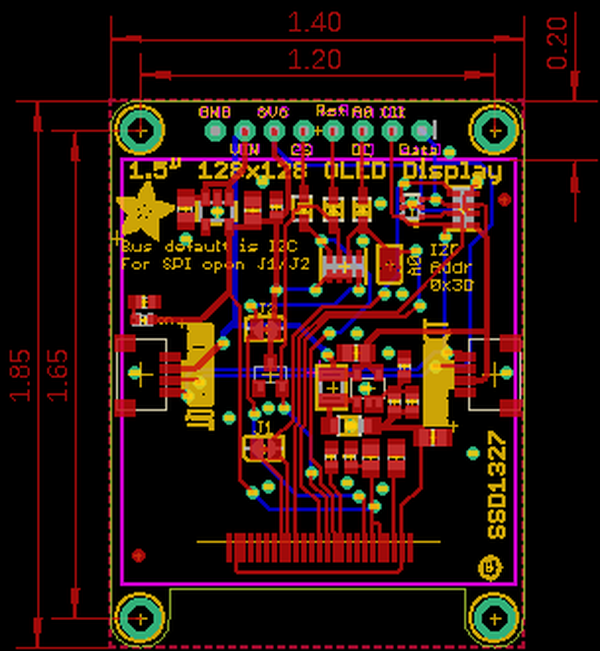 1.40
1.20
0.20
GND 3V6 Rst A0 Clk
VIN CS DC Data
1.5" 128x128 OLED Display
Bus default is I2C
For SPI open J1/J2
I2C
Addr
0x3D
A0
J2
J1
1.85
1.65
SSD1327